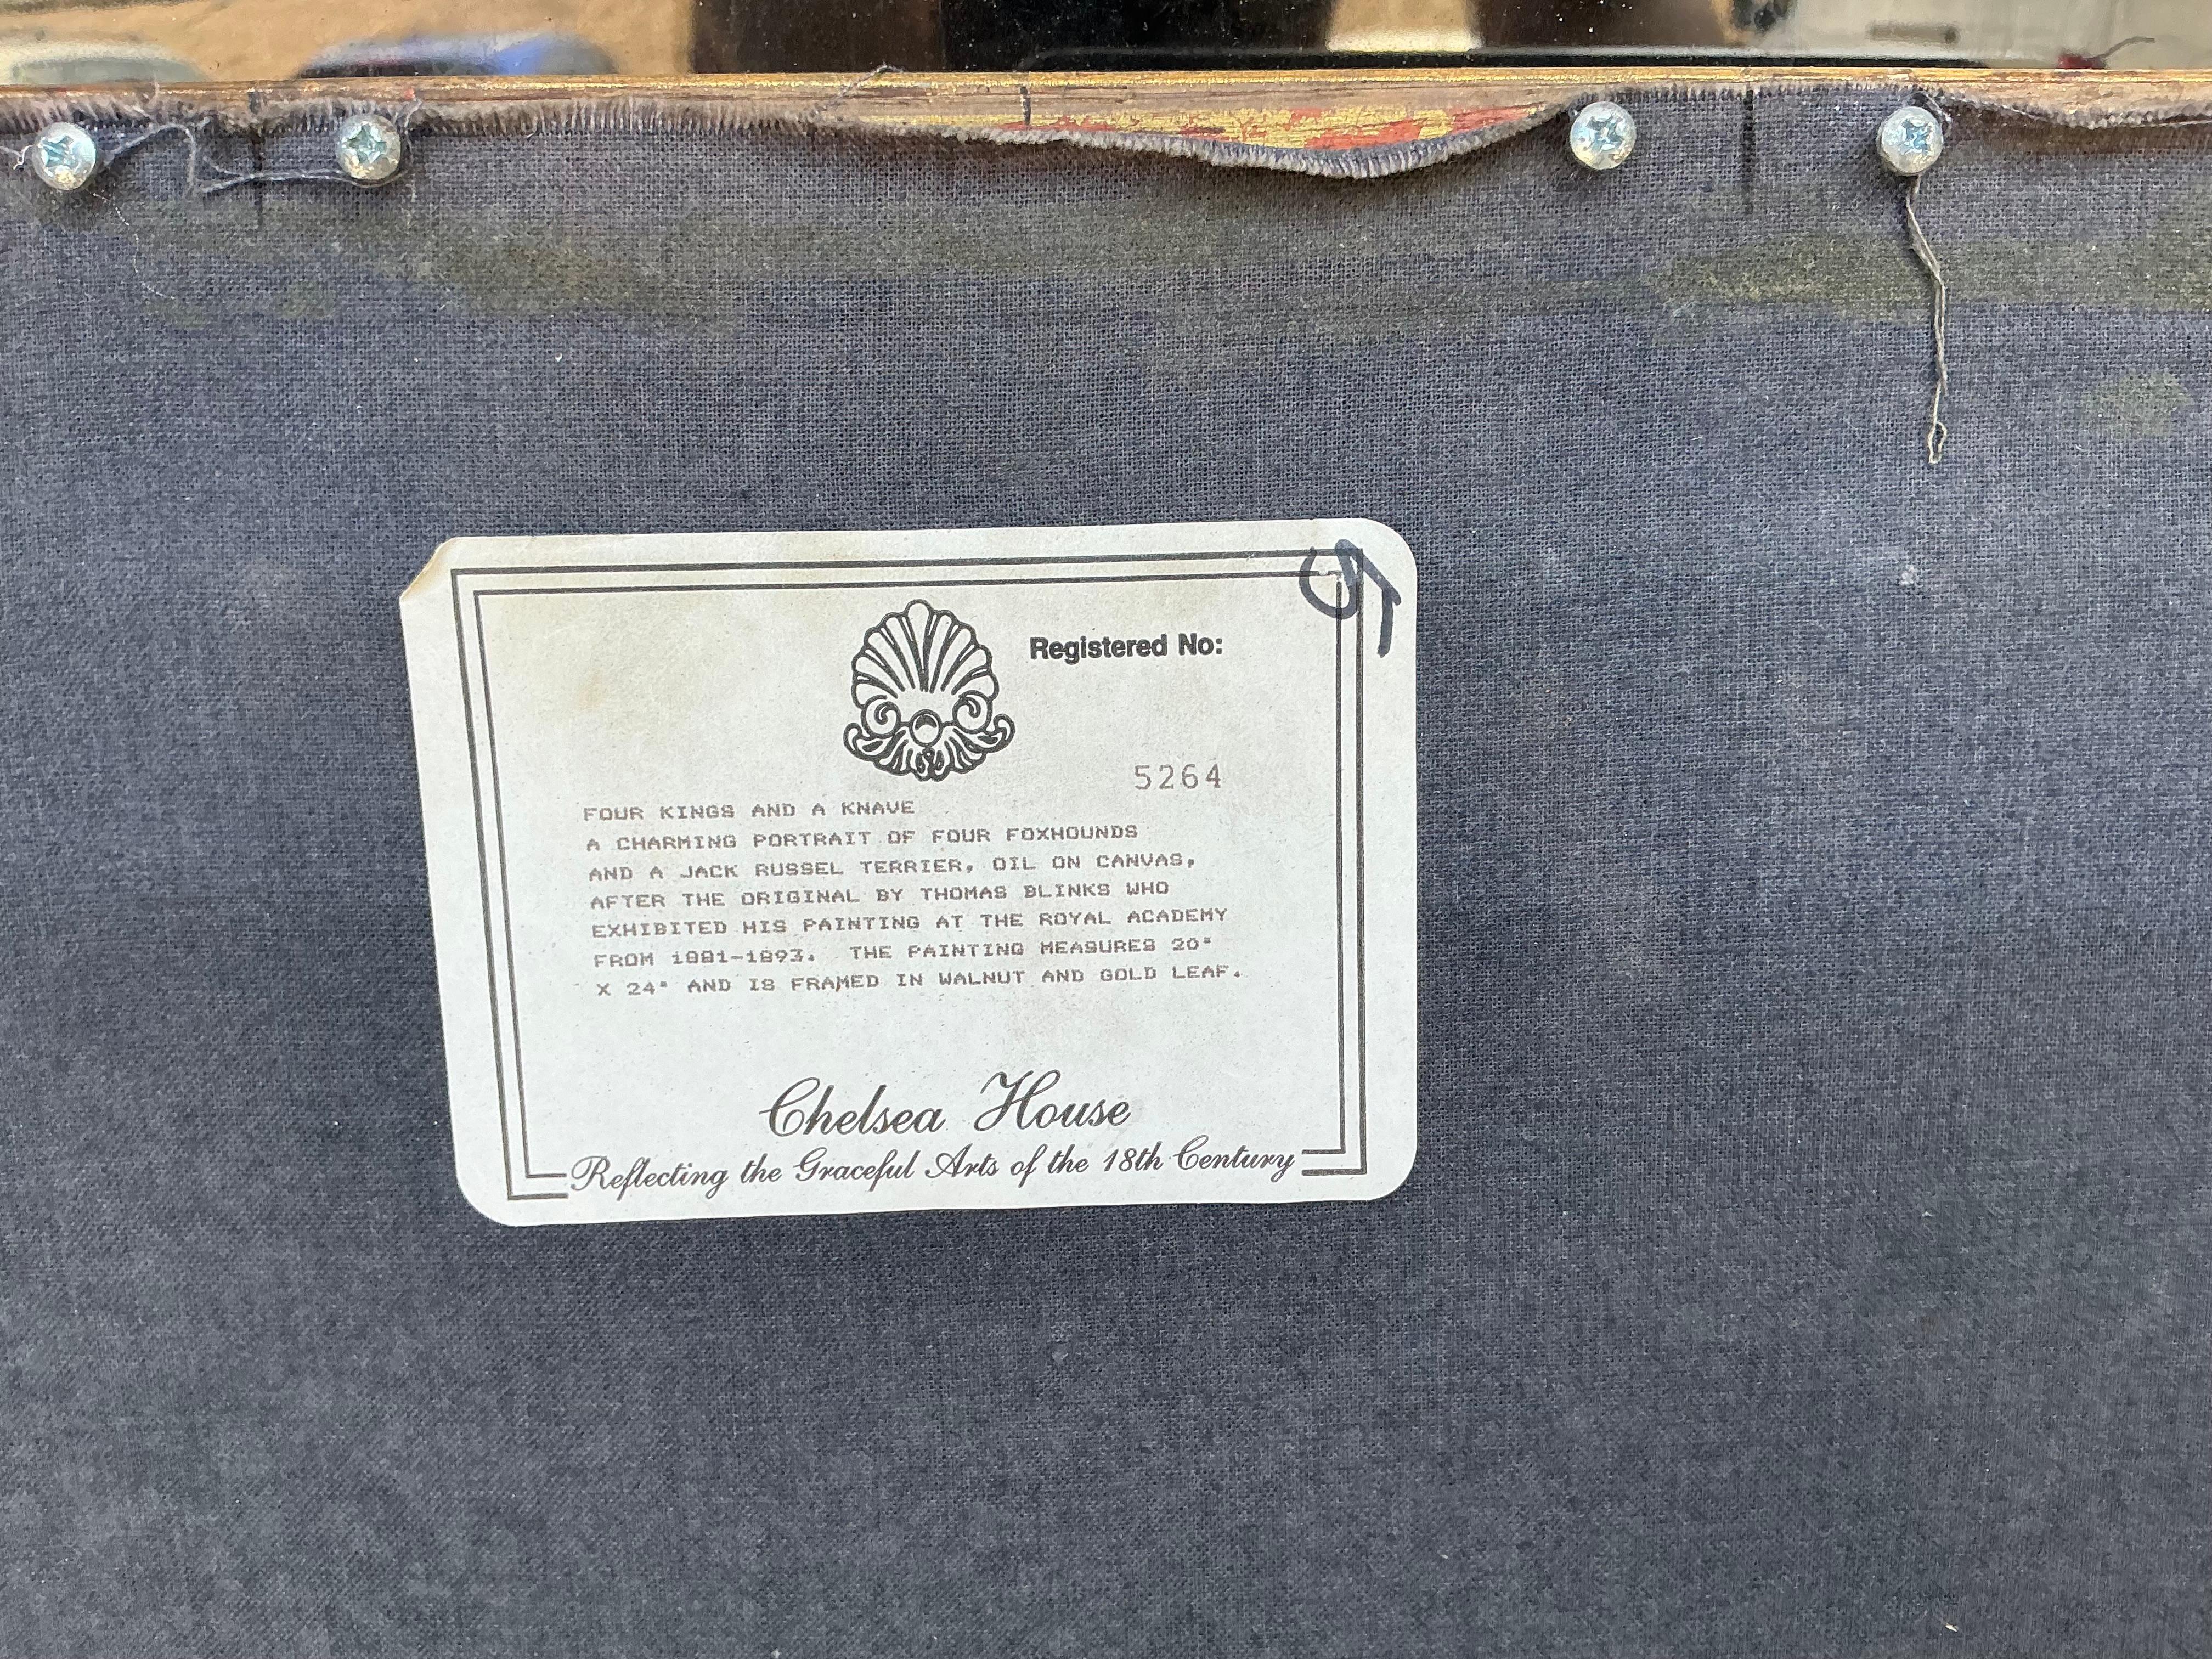 Registered No:
5264
FOUR KINGS AND A KNAVE
A CHARMING PORTRAIT OF FOUR FOXHOUNDS
AND A JACK RUSSEL TERRIER, OIL ON CANVAS,
AFTER THE ORIGINAL BY THOMAS BLINKS WHO
EXHIBITED HIS PAINTING AT THE ROYAL ACADEMY
FROM 1881-1893. THE PAINTING MEASURES 20"
X 24" AND IS FRAMED IN WALNUT AND GOLD LEAF.
Chelsea House
Reflecting the Graceful Arts of the 18th Century